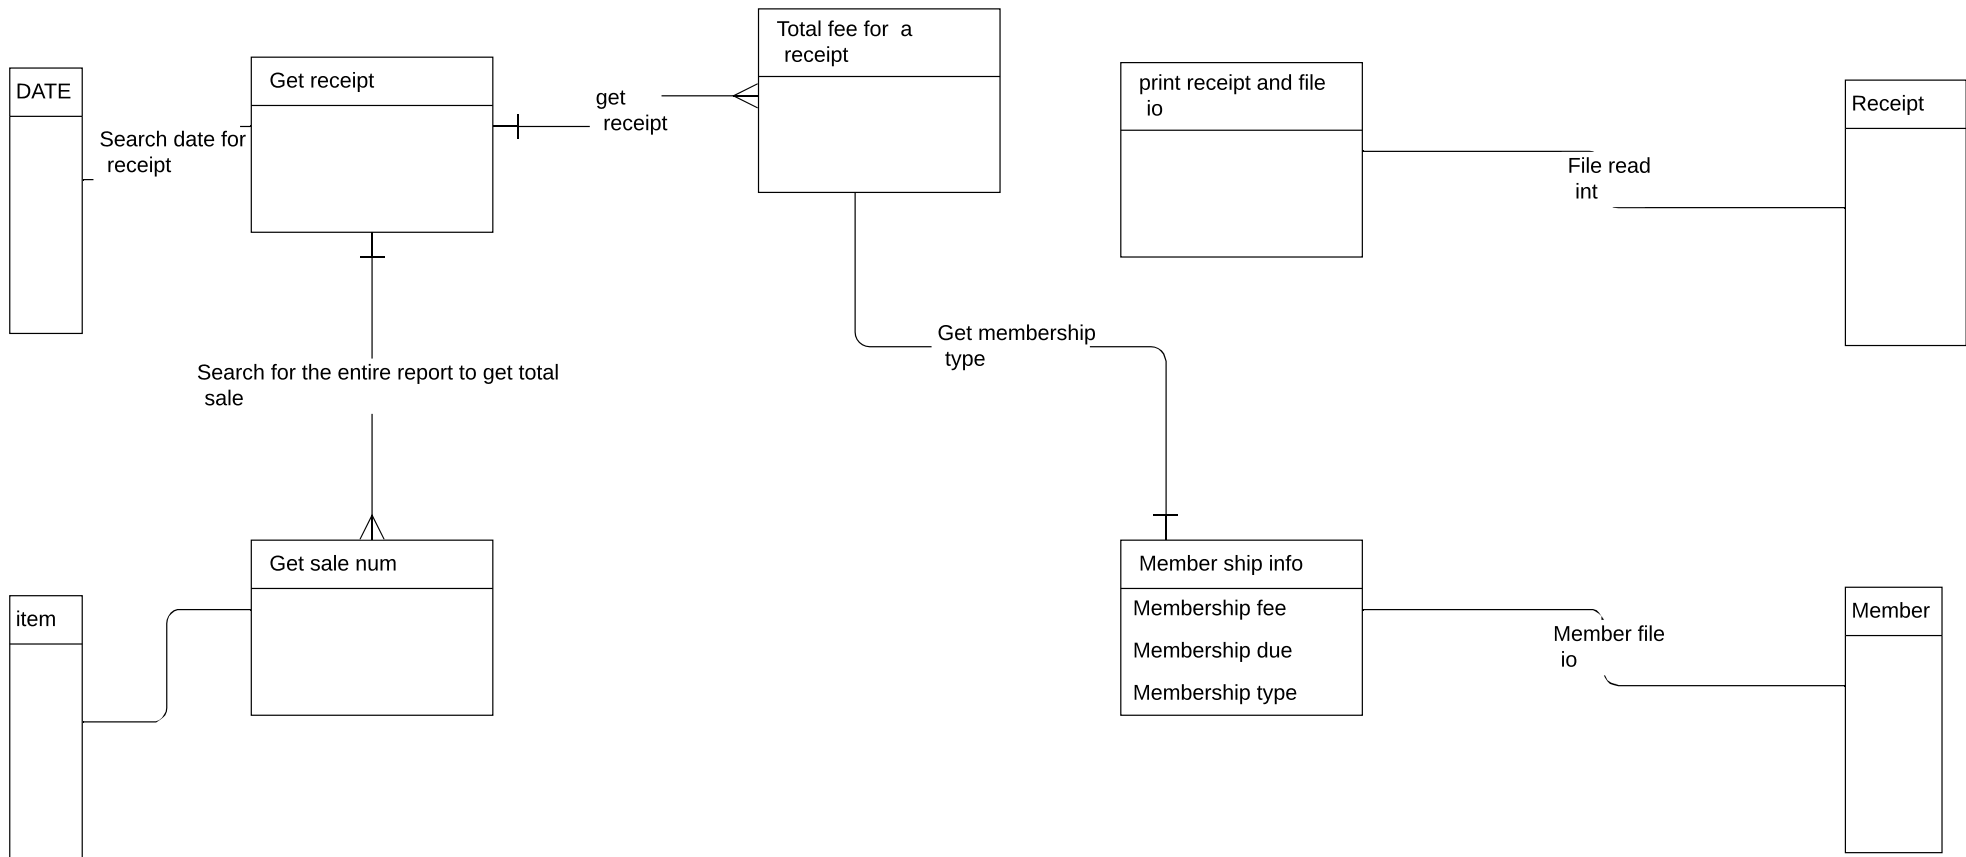 DATE
Search date for
receipt
Get receipt
get
receipt
Total fee for  a
receipt
print receipt and file
io
File read
int
Receipt
Search for the entire report to get total
sale
Get membership
type
item
Get sale num
Member ship info
Membership fee
Membership due
Membership type
Member file
io
Member